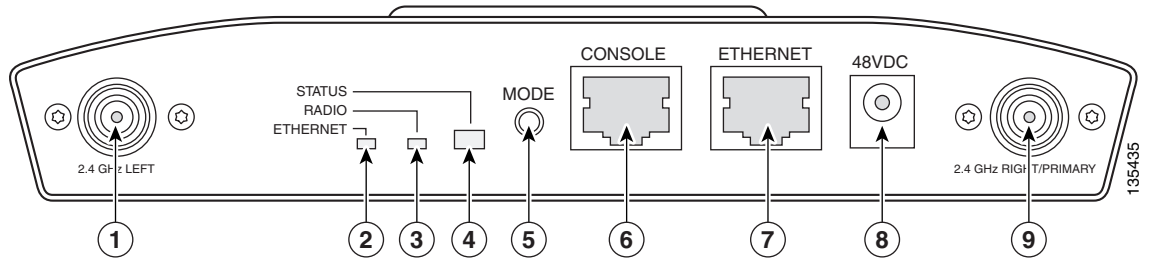 CONSOLE
ETHERNET
48VDC
STATUS
RADIO
ETHERNET
MODE
2.4 GHz LEFT
2.4 GHz RIGHT/PRIMARY
135435
1
2
3
4
5
6
7
8
9